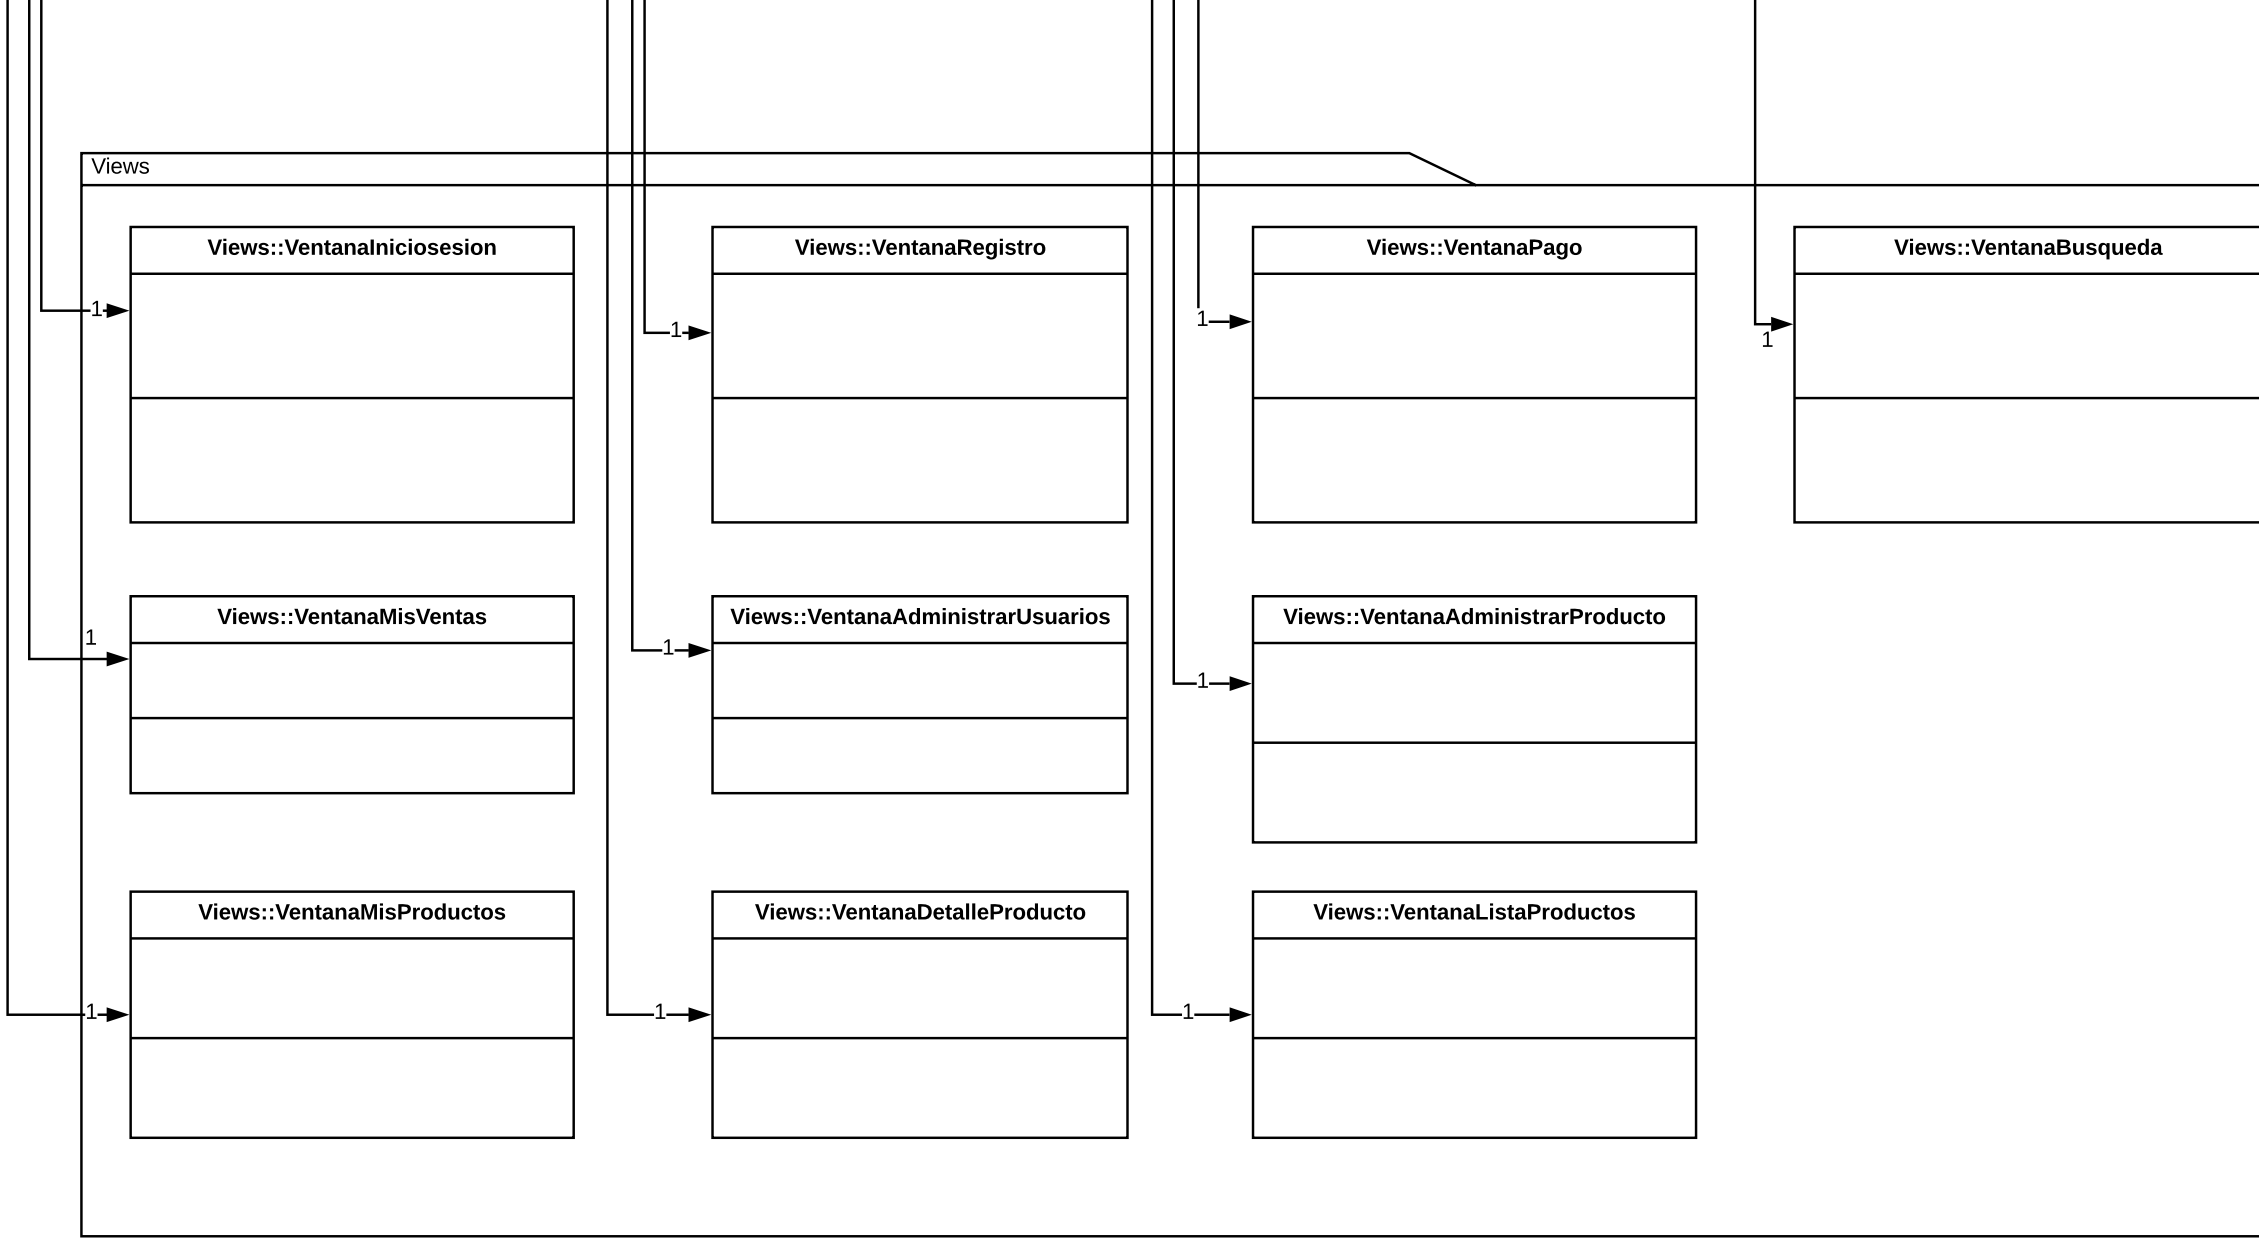 Views
Views::VentanaIniciosesion
Views::VentanaRegistro
Views::VentanaPago
Views::VentanaBusqueda
1
1
1
1
Views::VentanaMisVentas
Views::VentanaAdministrarUsuarios
Views::VentanaAdministrarProducto
1
1
1
Views::VentanaMisProductos
Views::VentanaDetalleProducto
Views::VentanaListaProductos
1
1
1